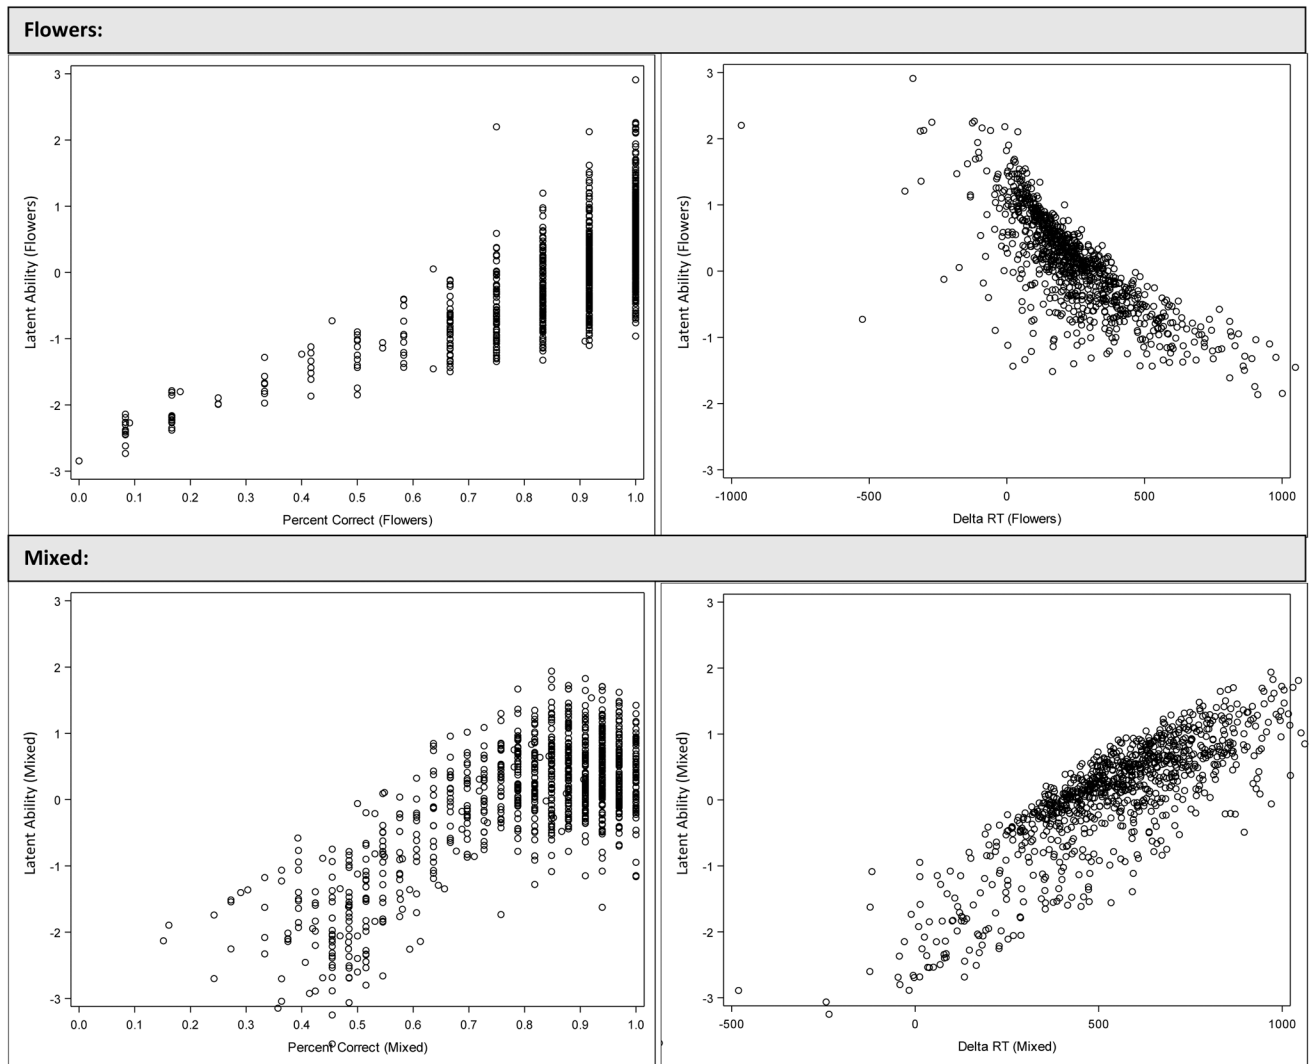 Flowers:
3
2
1
0
-1
-2
-3
Latent Ability (Flowers)
0.0 0.1 0.2 0.3 0.4 0.5 0.6 0.7 0.8 0.9 1.0
Percent Correct (Flowers)
3
2
1
0
-1
-2
-3
Latent Ability (Flowers)
-1000 -500 0 500 1000
Delta RT (Flowers)
Mixed:
3
2
1
0
-1
-2
-3
Latent Ability (Mixed)
0.0 0.1 0.2 0.3 0.4 0.5 0.6 0.7 0.8 0.9 1.0
Percent Correct (Mixed)
3
2
1
0
-1
-2
-3
Latent Ability (Mixed)
-500 0 500 1000
Delta RT (Mixed)